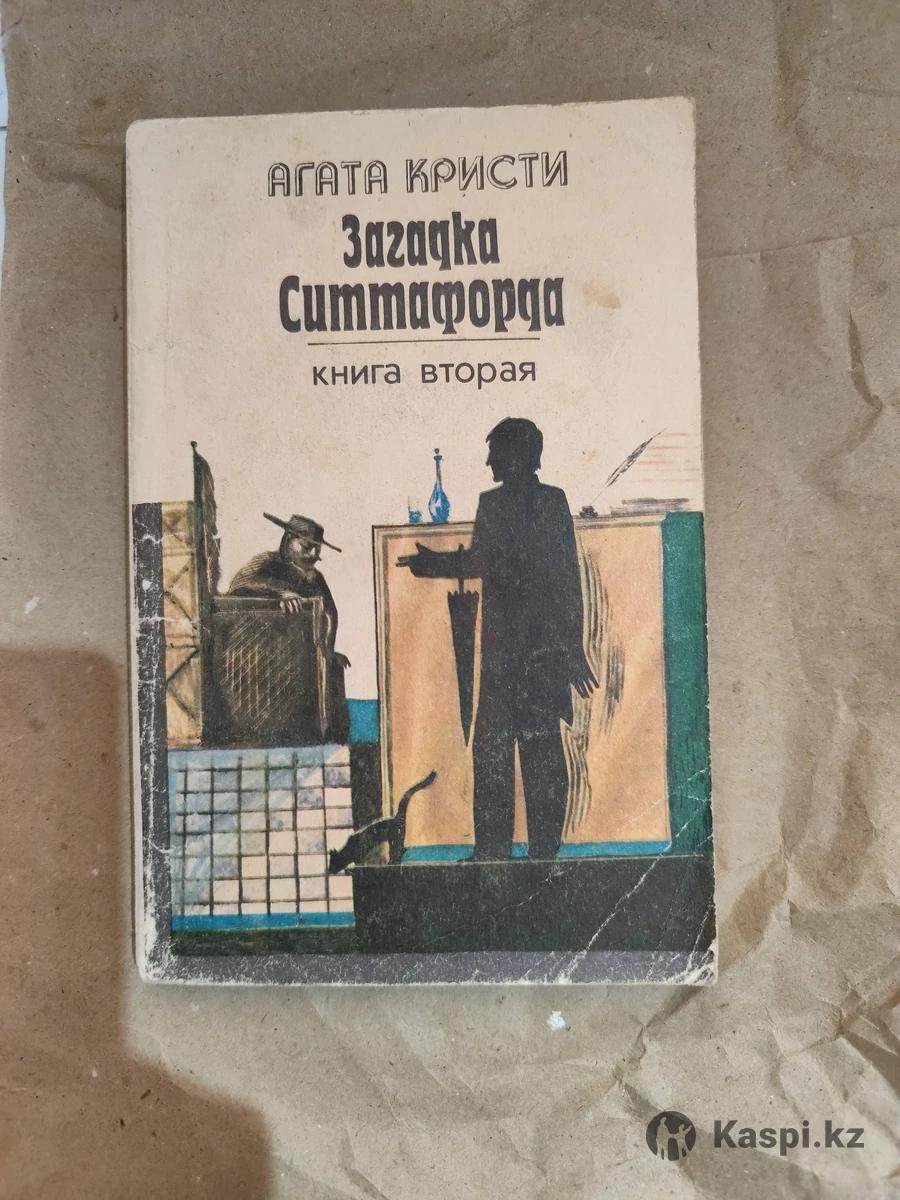 АГАТА КРИСТИ
Загадка
Ситтафорда
КНИГА ВТОРАЯ
Kaspi.kz